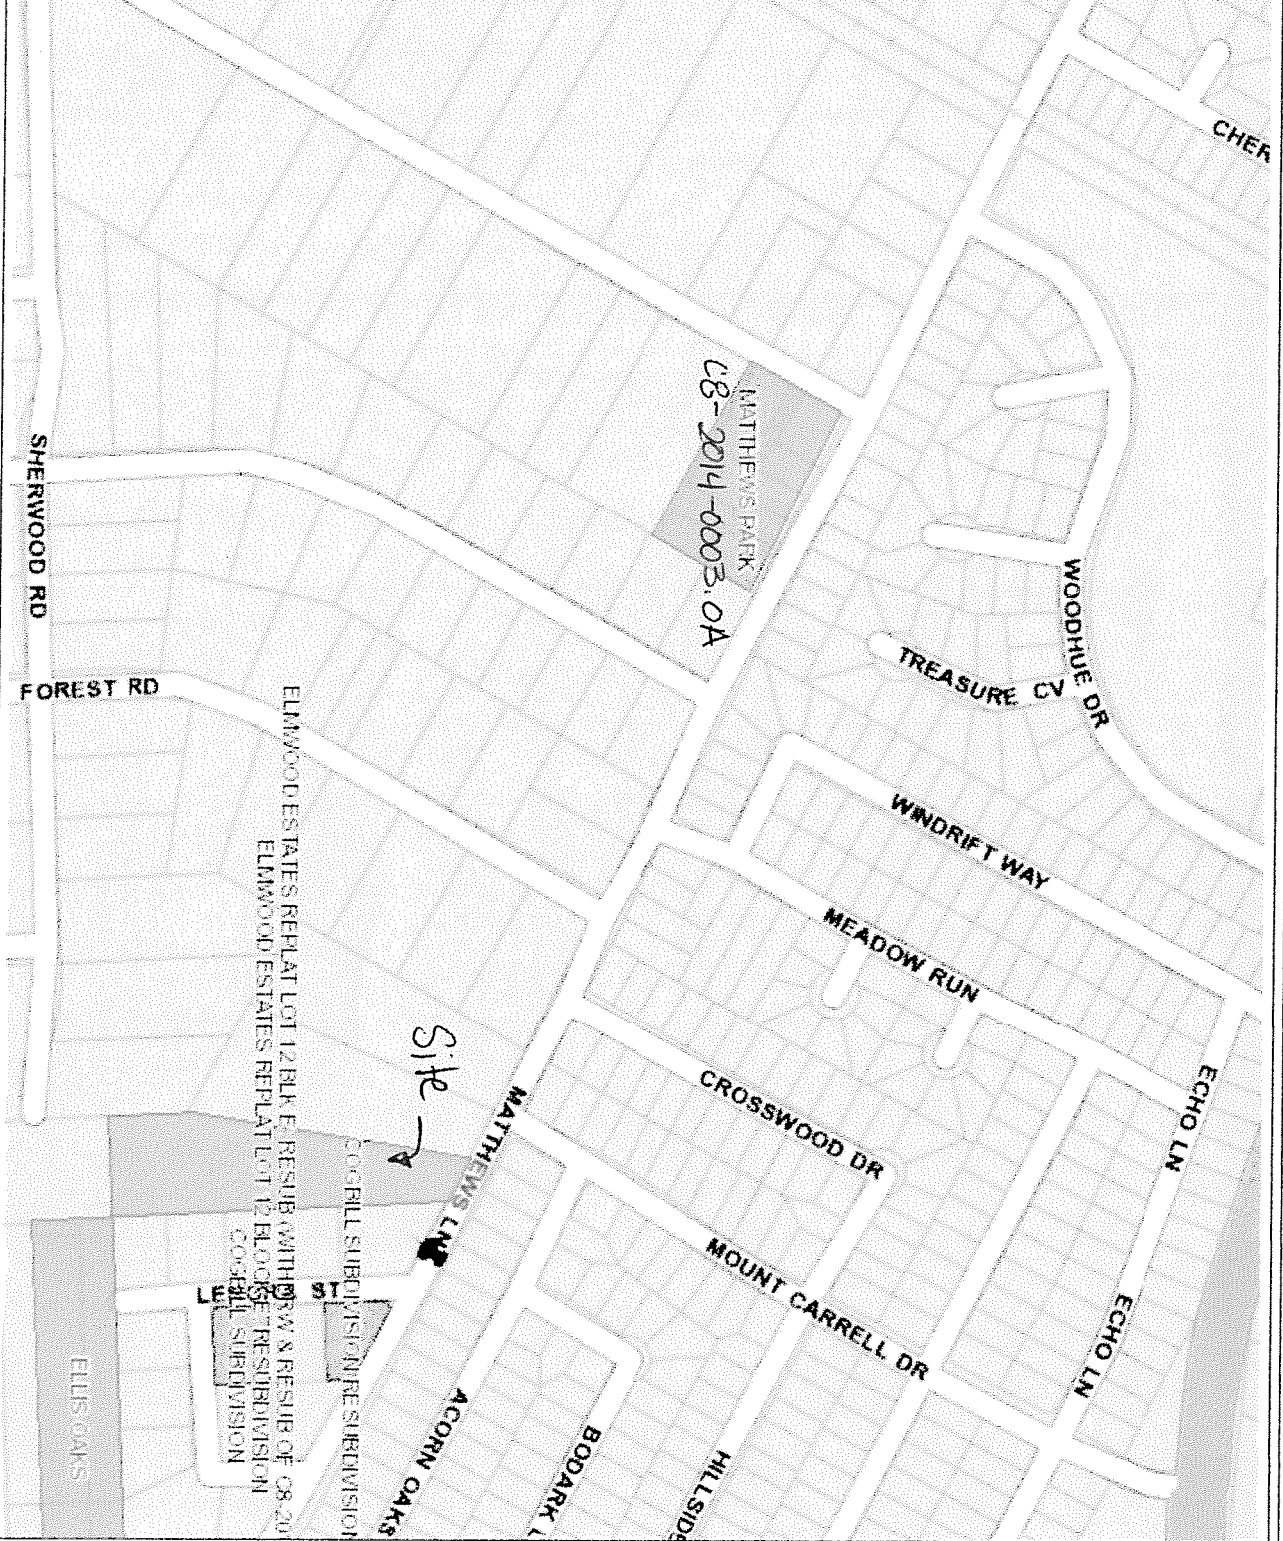 CHER
MATTHEWS PARK
C8-2014-0003.0A
WOODHUE DR
TREASURE CV
SHERWOOD RD
FOREST RD
WINDRIFT WAY
MEADOW RUN
ECHO LN
CROSSWOOD DR
Site
MATTHEWS LN
MOUNT CARRELL DR
ECHO LN
ELMWOOD ESTATES REPLAT LOT 12 BLK E RESUB (WITHDRW & RESUB OF C8-20
ELMWOOD ESTATES REPLAT LOT 12 BLOCK E RESUBDIVISION
COGBILL SUBDIVISION RESUBDIVISION
COGBILL SUBDIVISION
ST
ELLIS OAKS
ACORN OAKS
BODARK L
HILLSIDE